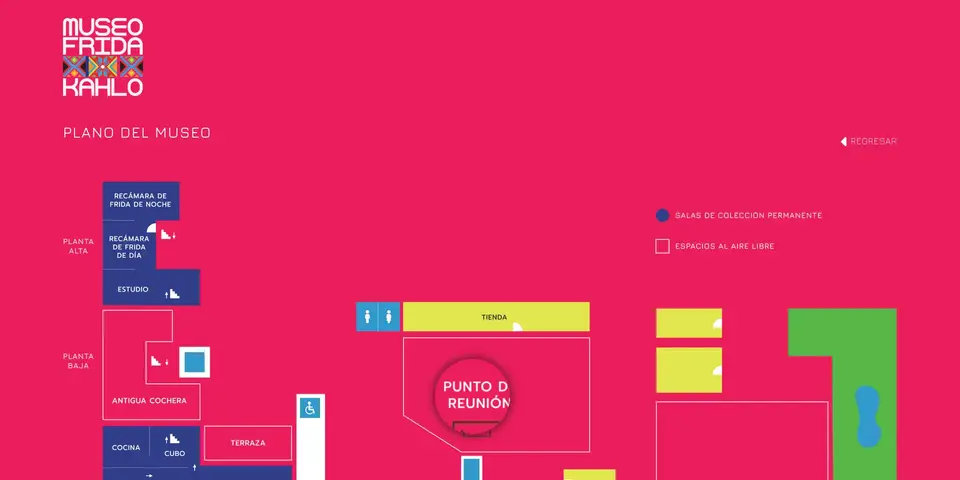 MUSEO
FRIDA
KAHLO
PLANO DEL MUSEO
REGRESAR
RECÁMARA DE
FRIDA DE NOCHE
SALAS DE COLECCIÓN PERMANENTE
PLANTA
ALTA
RECÁMARA
DE FRIDA
DE DÍA
ESPACIOS AL AIRE LIBRE
ESTUDIO
TIENDA
PLANTA
BAJA
PUNTO D
REUNIÓN
ANTIGUA COCHERA
COCINA
CUBO
TERRAZA